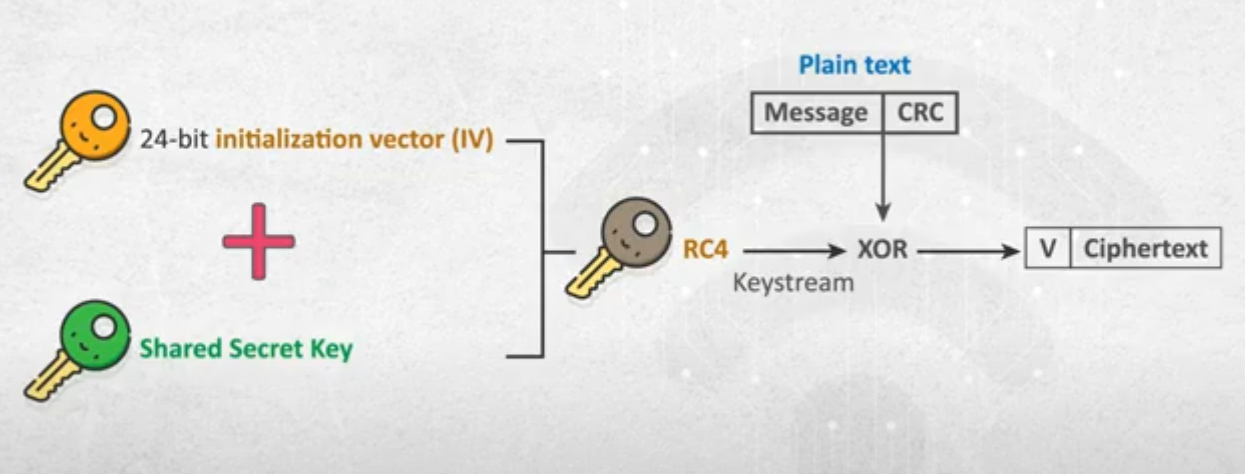 Plain text
Message CRC
24-bit initialization vector (IV)
RC4
Keystream
XOR
V Ciphertext
Shared Secret Key